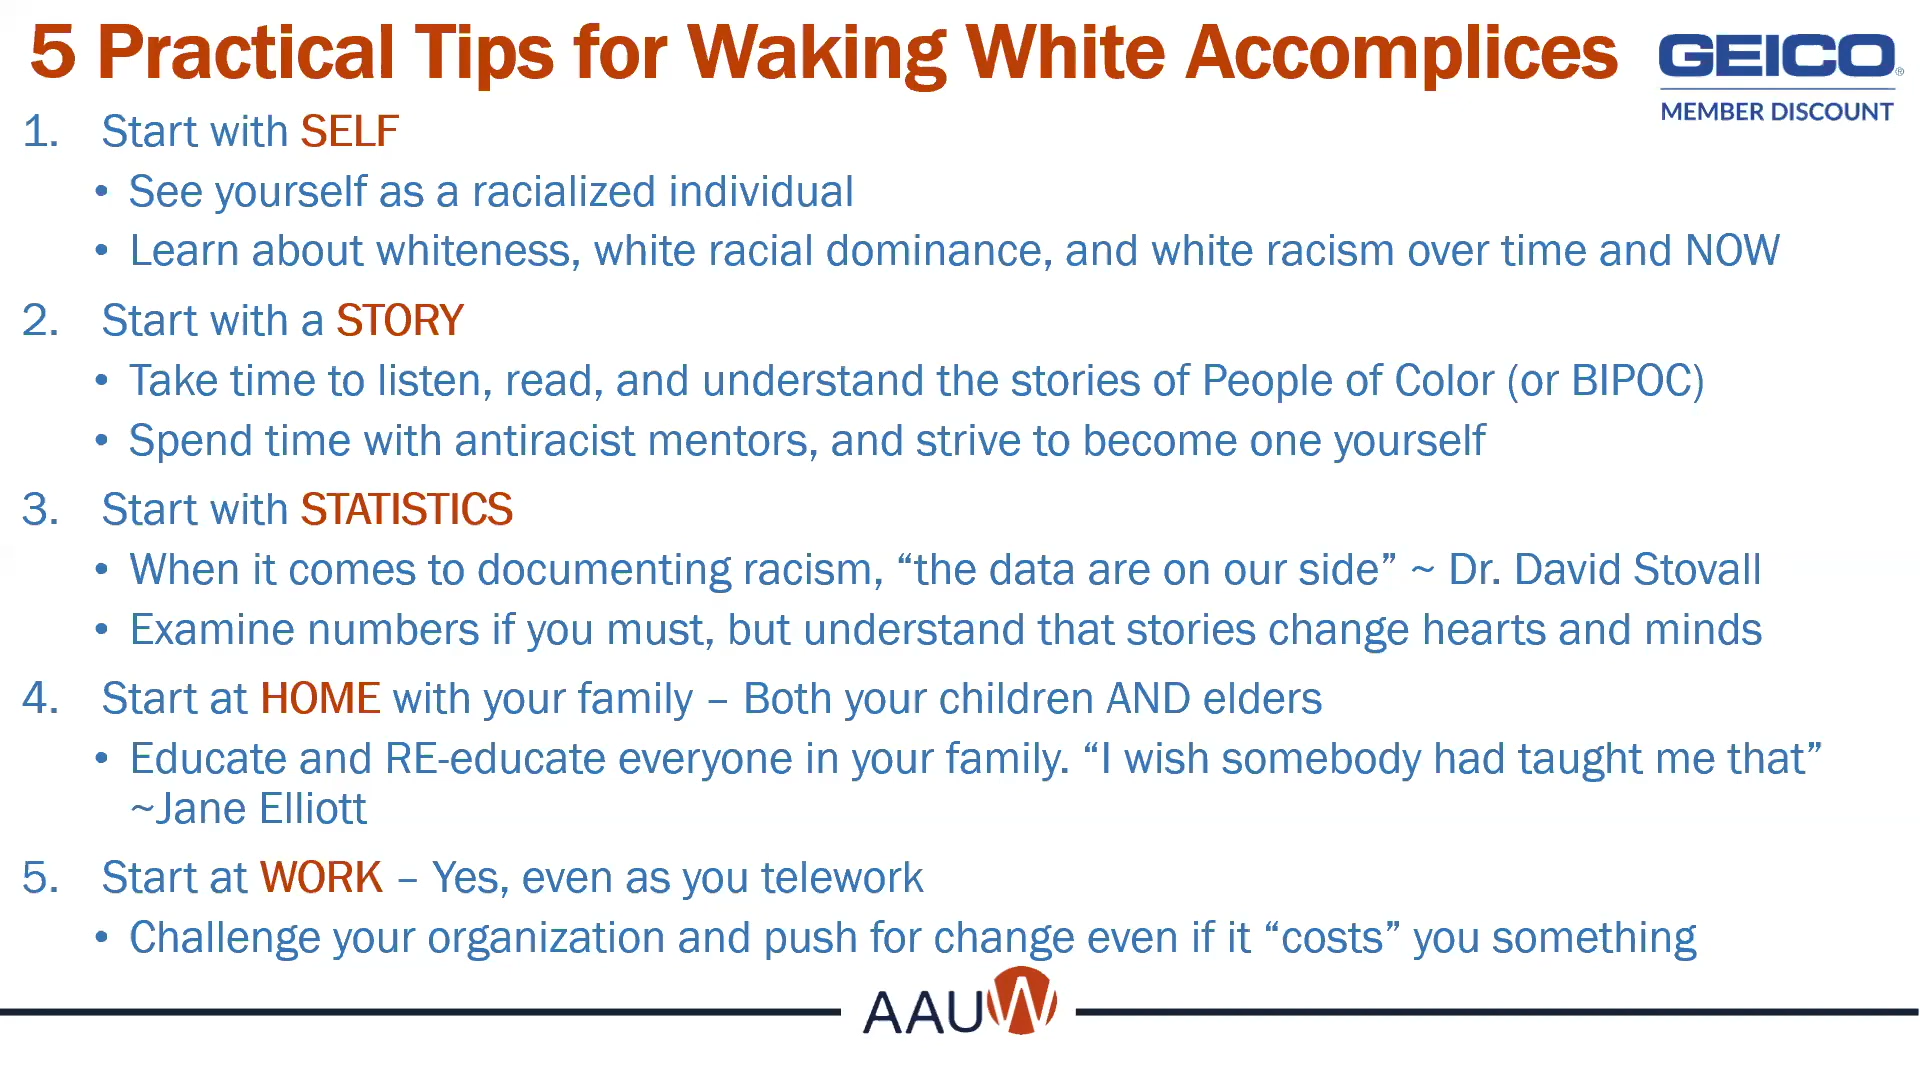 5 Practical Tips for Waking White Accomplices
GEICO®
MEMBER DISCOUNT
1. Start with SELF
• See yourself as a racialized individual
• Learn about whiteness, white racial dominance, and white racism over time and NOW
2. Start with a STORY
• Take time to listen, read, and understand the stories of People of Color (or BIPOC)
• Spend time with antiracist mentors, and strive to become one yourself
3. Start with STATISTICS
• When it comes to documenting racism, “the data are on our side” ~ Dr. David Stovall
• Examine numbers if you must, but understand that stories change hearts and minds
4. Start at HOME with your family – Both your children AND elders
• Educate and RE-educate everyone in your family. “I wish somebody had taught me that”
~Jane Elliott
5. Start at WORK – Yes, even as you telework
• Challenge your organization and push for change even if it “costs” you something
AAUW